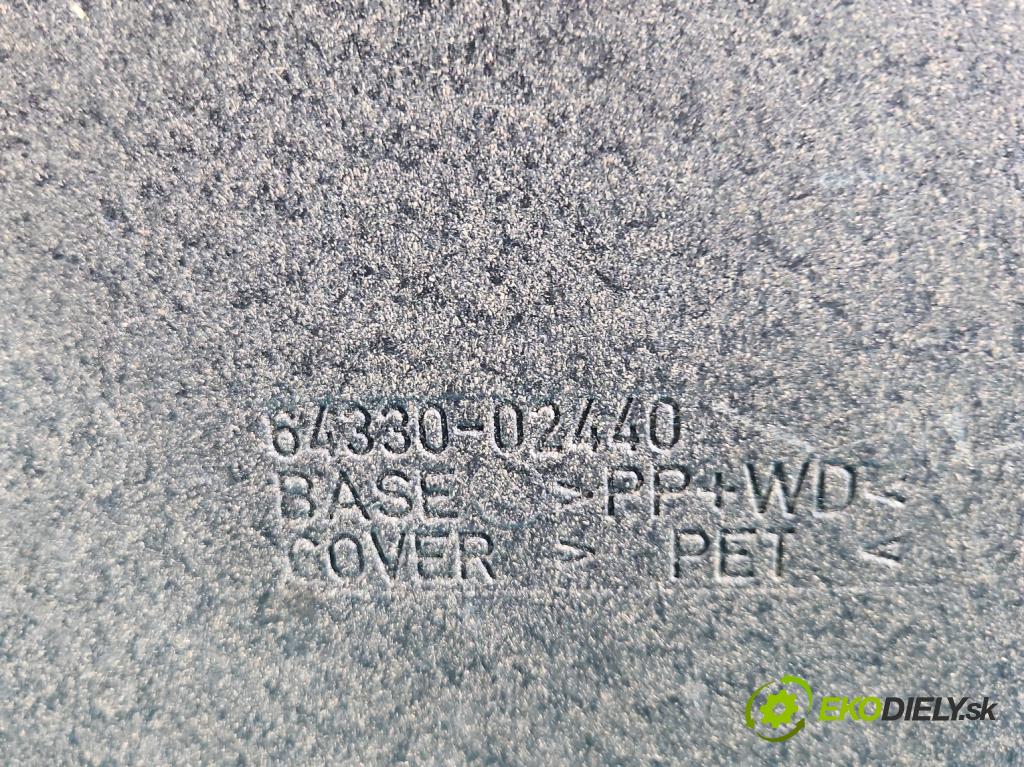 64330-02440
BASE >PP+WD<
COVER > PET <
EKODIELY.sk